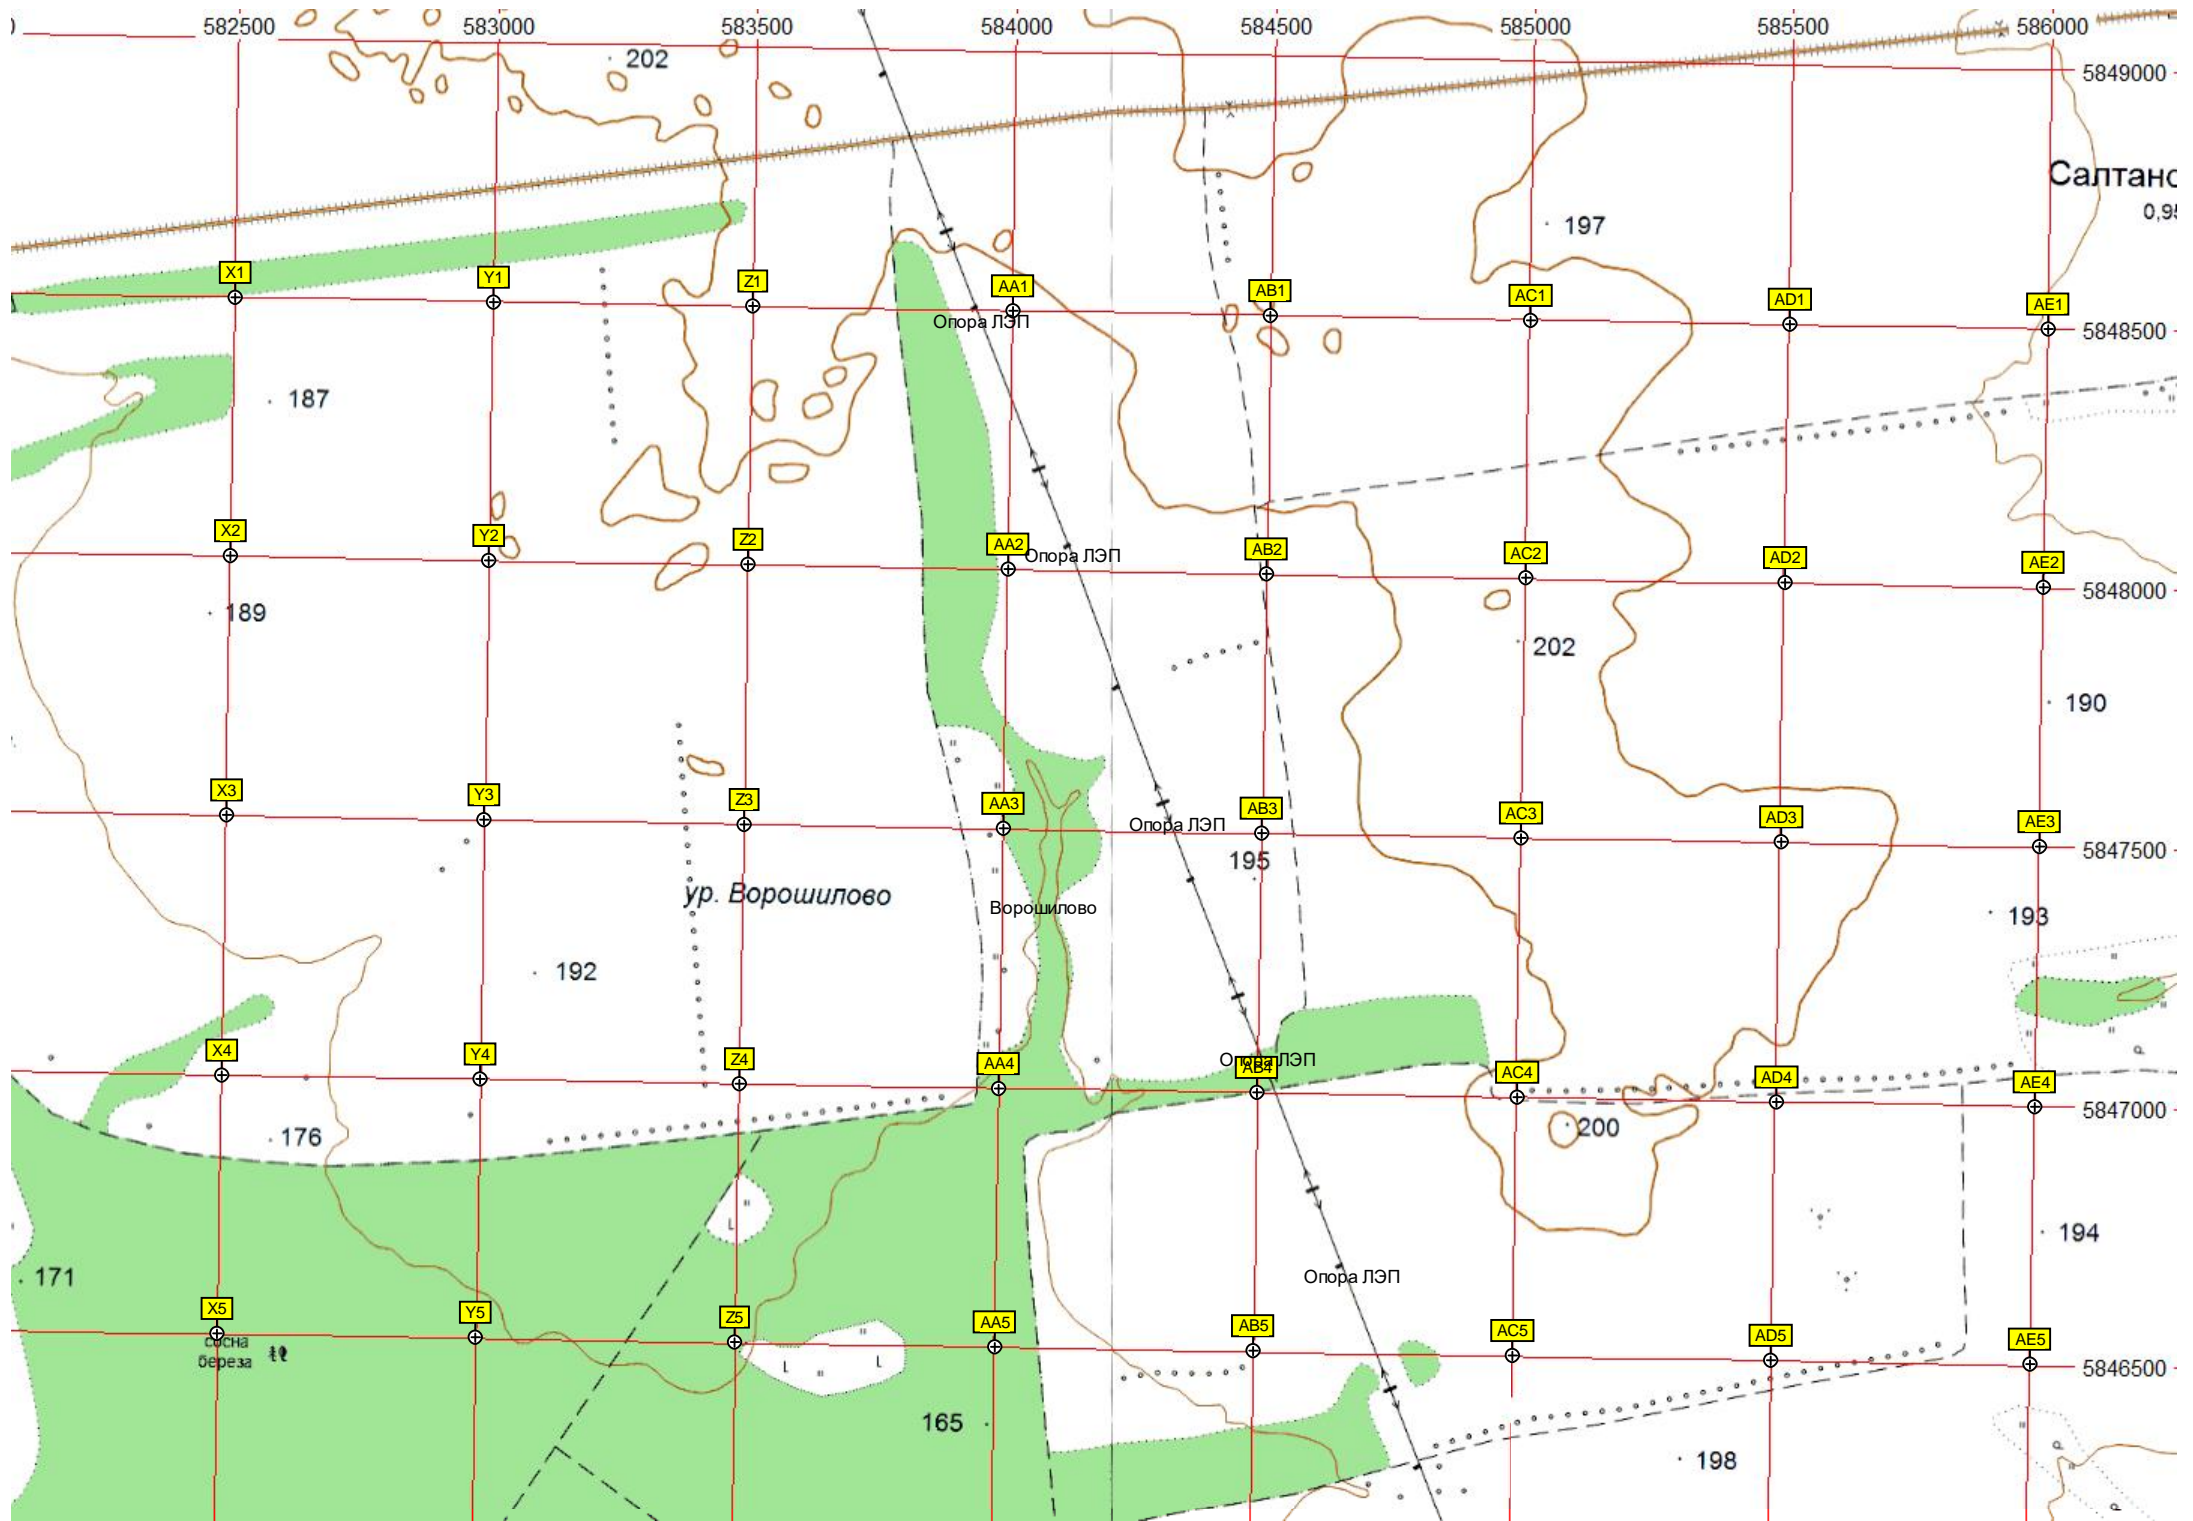 582500 583000 583500 584000 584500 585000 585500 586000
202
5849000
197
0,95
X1 Y1 Z1 AA1 AB1 AC1 AD1 AE1
Опора ЛЭП
5848500
187
X2 Y2 Z2 AA2 AB2 AC2 AD2 AE2
Опора ЛЭП
5848000
189
202
190
X3 Y3 Z3 AA3 AB3 AC3 AD3 AE3
Опора ЛЭП
5847500
195
ур. Ворошилово
Ворошилово
193
192
Опора ЛЭП
X4 Y4 Z4 AA4 AB4 AC4 AD4 AE4
5847000
176
200
194
171
Опора ЛЭП
X5 Y5 Z5 AA5 AB5 AC5 AD5 AE5
5846500
сосна
береза
165
198